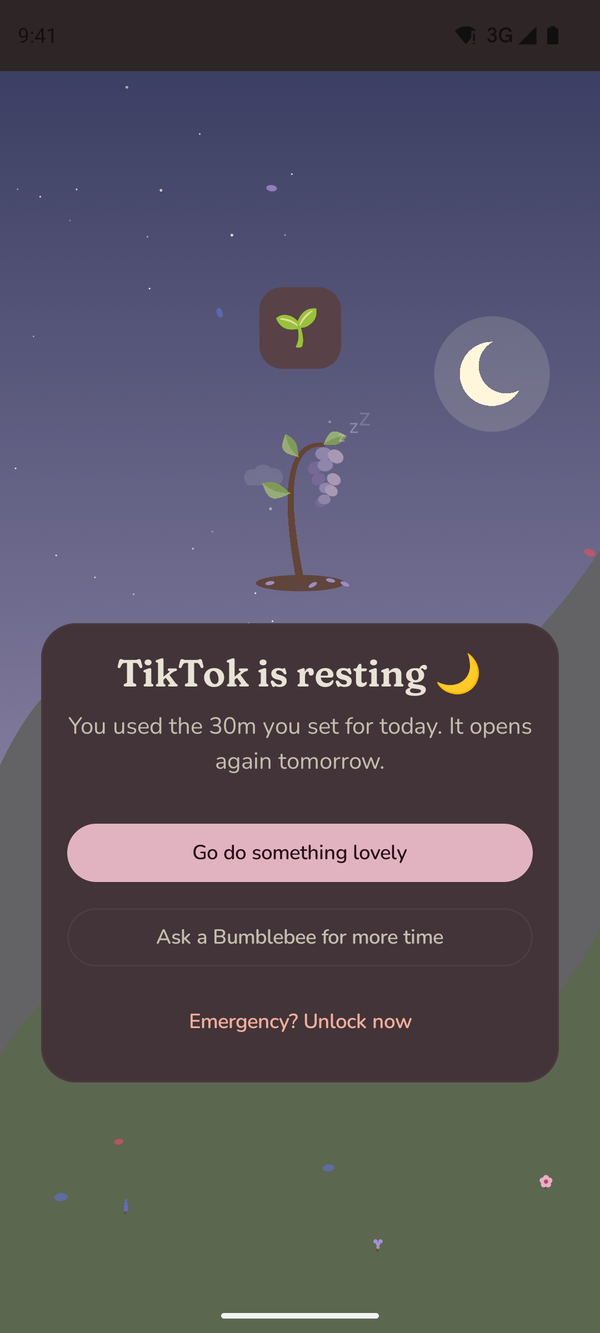 9:41
3G
z z Z
TikTok is resting 🌙
You used the 30m you set for today. It opens
again tomorrow.
Go do something lovely
Ask a Bumblebee for more time
Emergency? Unlock now